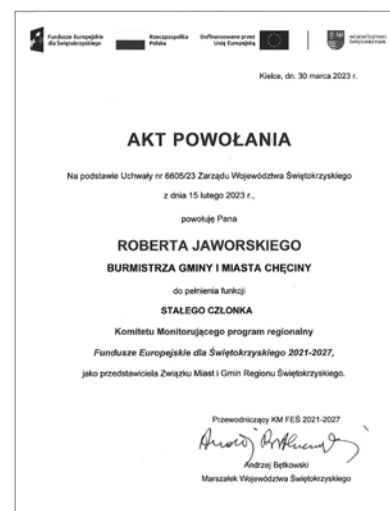 Fundusze Europejskie
dla Świętokrzyskiego
Rzeczpospolita
Polska
Dofinansowane przez
Unię Europejską
WOJEWÓDZTWO
ŚWIĘTOKRZYSKIE
Kielce, dn. 30 marca 2023 r.
AKT POWOŁANIA
Na podstawie Uchwały nr 6605/23 Zarządu Województwa Świętokrzyskiego
z dnia 15 lutego 2023 r.,
powołuję Pana
ROBERTA JAWORSKIEGO
BURMISTRZA GMINY I MIASTA CHĘCINY
do pełnienia funkcji
STAŁEGO CZŁONKA
Komitetu Monitorującego program regionalny
Fundusze Europejskie dla Świętokrzyskiego 2021-2027,
jako przedstawiciela Związku Miast i Gmin Regionu Świętokrzyskiego.
Przewodniczący KM FEŚ 2021-2027
Andrzej Bętkowski
Marszałek Województwa Świętokrzyskiego